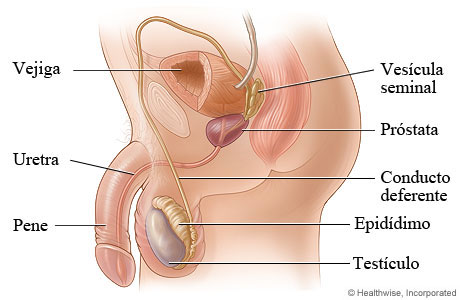 Vejiga
Uretra
Pene
Vesícula
seminal
Próstata
Conducto
deferente
Epidídimo
Testículo
© Healthwise, Incorporated